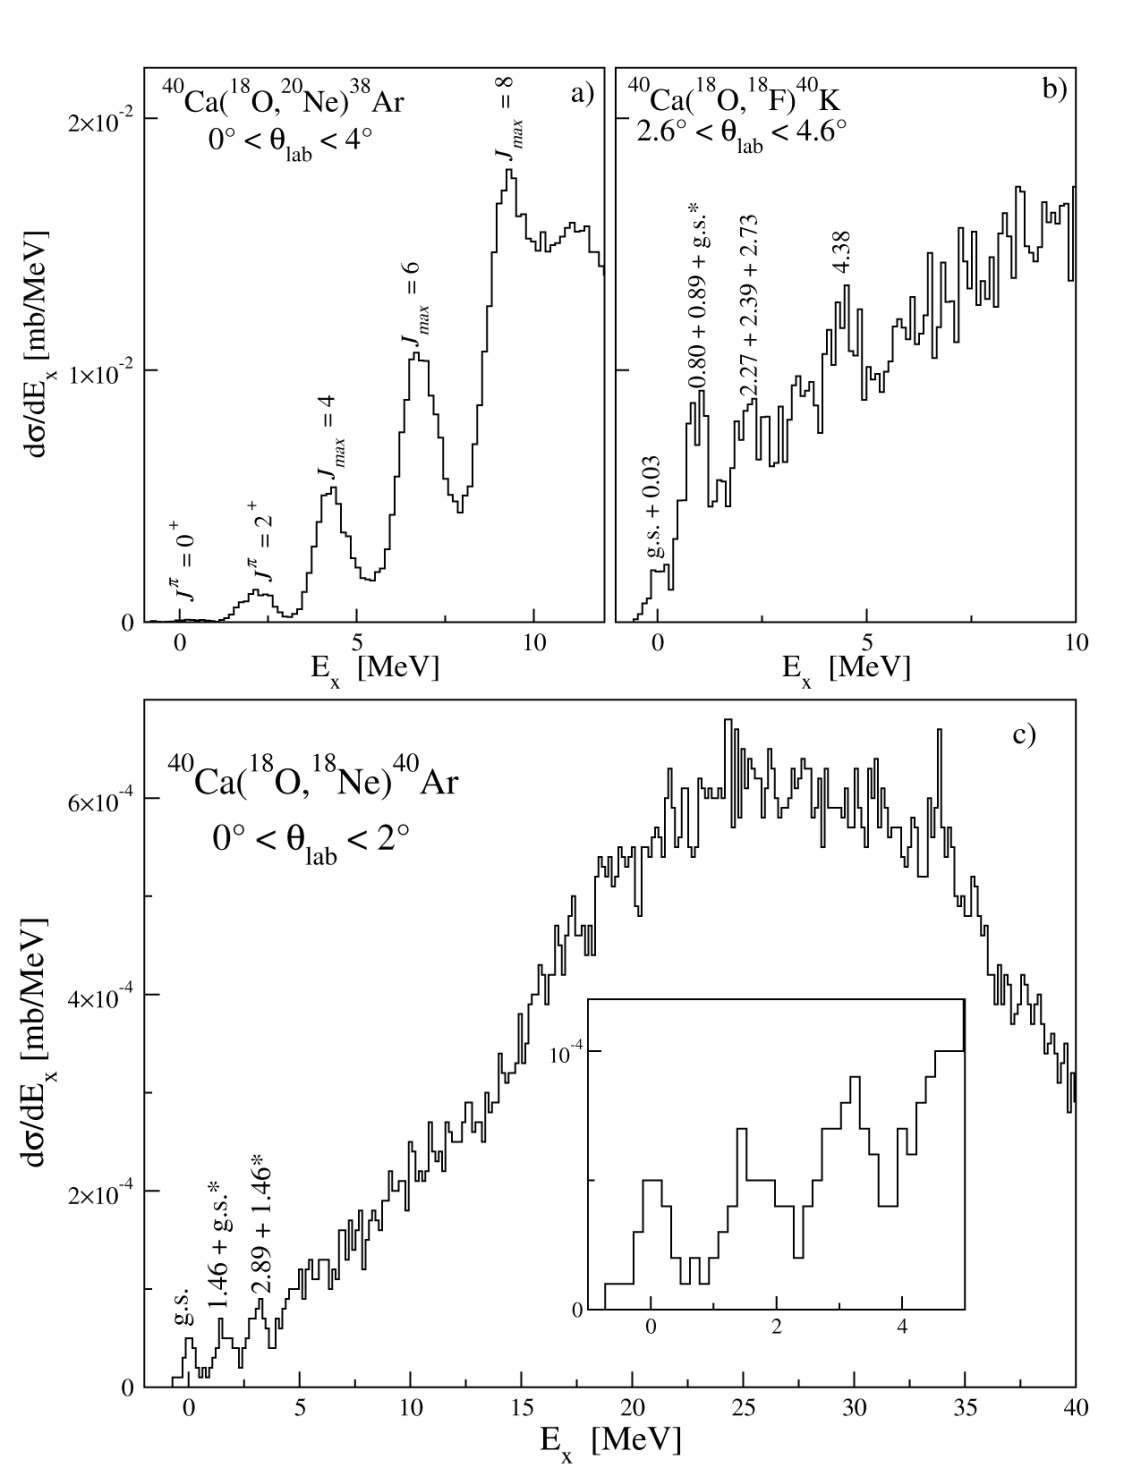 ⁴⁰Ca(¹⁸O,²⁰Ne)³⁸Ar
0° < θ_lab < 4°
a)
J^π = 0⁺
J^π = 2⁺
J_max = 4
J_max = 6
J_max = 8
2×10⁻²
1×10⁻²
0
dσ/dE_x [mb/MeV]
0 5 10
E_x [MeV]
⁴⁰Ca(¹⁸O,¹⁸F)⁴⁰K
2.6° < θ_lab < 4.6°
b)
g.s. + 0.03
0.80 + 0.89 + g.s.*
2.27 + 2.39 + 2.73
4.38
0 5 10
E_x [MeV]
⁴⁰Ca(¹⁸O,¹⁸Ne)⁴⁰Ar
0° < θ_lab < 2°
c)
6×10⁻⁴
4×10⁻⁴
2×10⁻⁴
0
dσ/dE_x [mb/MeV]
g.s.
1.46 + g.s.*
2.89 + 1.46*
10⁻⁴
0
0 2 4
0 5 10 15 20 25 30 35 40
E_x [MeV]